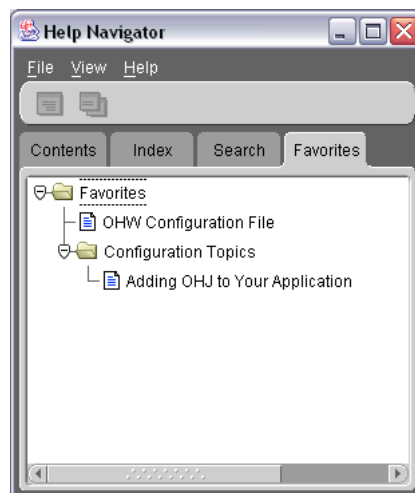 Help Navigator
File View Help
Contents Index Search Favorites
Favorites
OHW Configuration File
Configuration Topics
Adding OHJ to Your Application